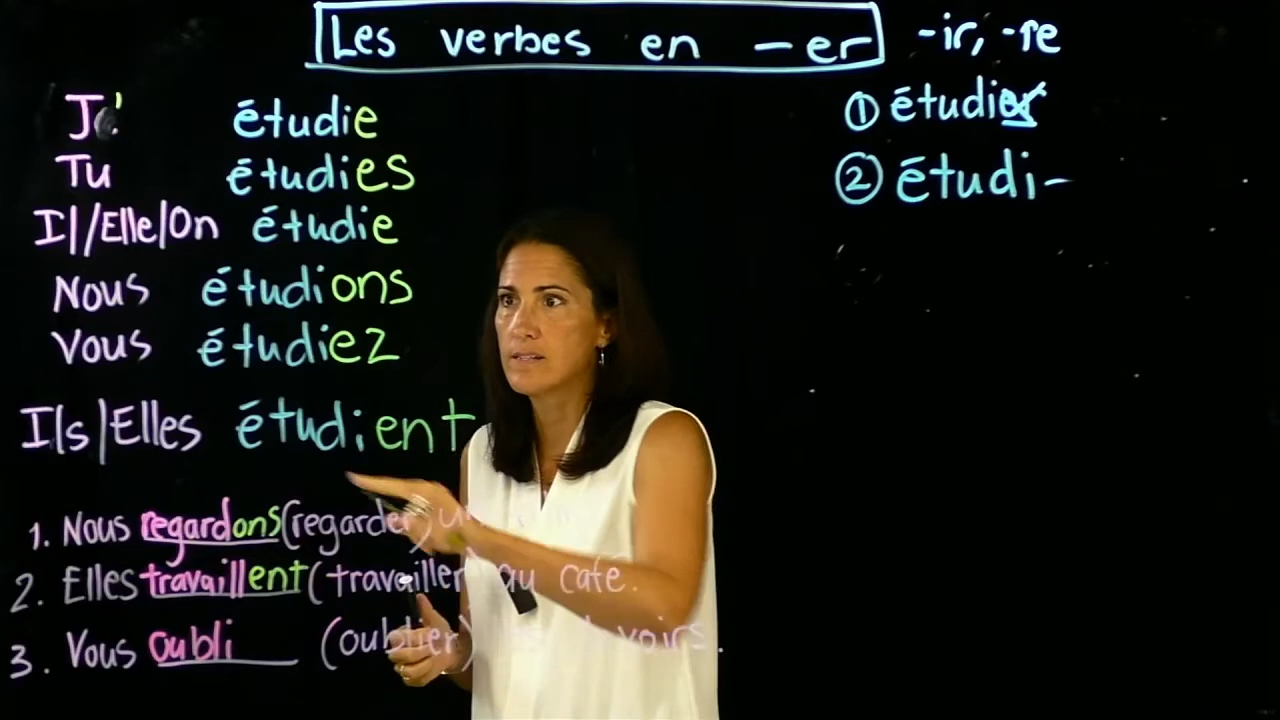 Les verbes en -er -ir, -re
J' étudie
① étudier
Tu étudies
② étudi-
Il/Elle/On étudie
Nous étudions
Vous étudiez
Ils/Elles étudient
1. Nous regardons (regarder)
2. Elles travaillent (travailler) au café.
3. Vous oubli (oublier)